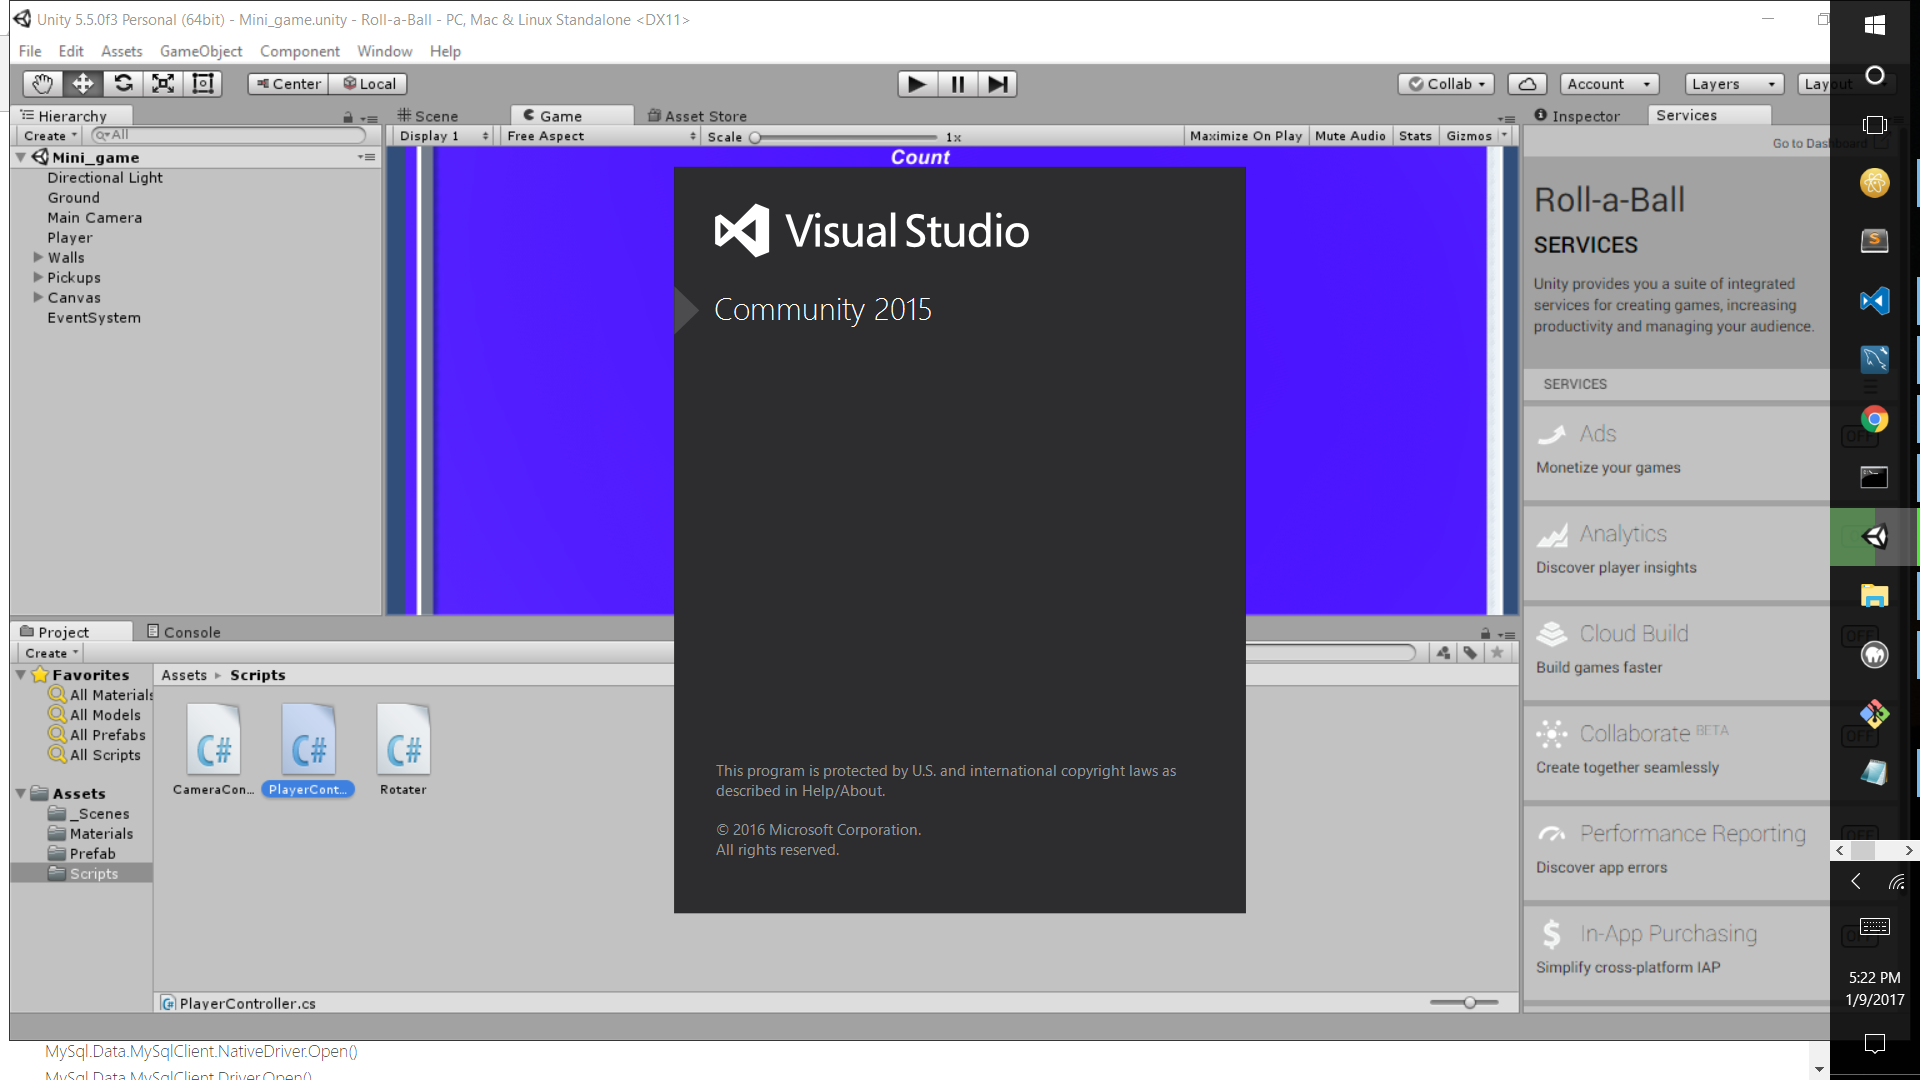 Unity 5.5.0f3 Personal (64bit) - Mini_game.unity - Roll-a-Ball - PC, Mac & Linux Standalone <DX11>
File Edit Assets GameObject Component Window Help
Center Local Collab Account Layers Layout
Hierarchy
Create All
Mini_game
Directional Light
Ground
Main Camera
Player
Walls
Pickups
Canvas
EventSystem
Scene Game Asset Store
Display 1 Free Aspect Scale 1x Maximize On Play Mute Audio Stats Gizmos
Count
Visual Studio
Community 2015
This program is protected by U.S. and international copyright laws as
described in Help/About.
© 2016 Microsoft Corporation.
All rights reserved.
Inspector Services
Go to Dashboard
Roll-a-Ball
SERVICES
Unity provides you a suite of integrated
services for creating games, increasing
productivity and managing your audience.
SERVICES
Ads OFF
Monetize your games
Analytics
Discover player insights
Cloud Build OFF
Build games faster
Collaborate BETA OFF
Create together seamlessly
Performance Reporting OFF
Discover app errors
In-App Purchasing OFF
Simplify cross-platform IAP
Project Console
Create
Favorites
All Materials
All Models
All Prefabs
All Scripts
Assets
_Scenes
Materials
Prefab
Scripts
Assets Scripts
C# C# C#
CameraCon... PlayerCont... Rotater
PlayerController.cs
5:22 PM
1/9/2017
MySql.Data.MySqlClient.NativeDriver.Open()
MySql.Data.MySqlClient.Driver.Open()